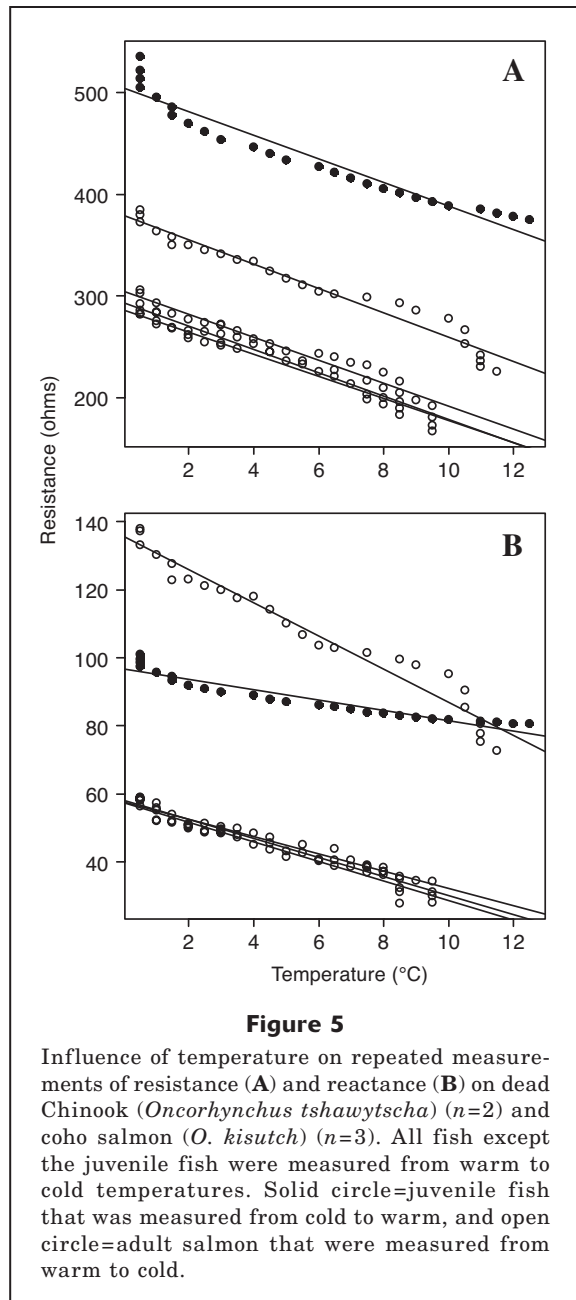 A
500
400
300
200
2
4
6
8
10
12
Resistance (ohms)
B
140
120
100
80
60
40
2
4
6
8
10
12
Temperature (°C)
Figure 5
Influence of temperature on repeated measure-
ments of resistance (A) and reactance (B) on dead
Chinook (Oncorhynchus tshawytscha) (n=2) and
coho salmon (O. kisutch) (n=3). All fish except
the juvenile fish were measured from warm to
cold temperatures. Solid circle=juvenile fish
that was measured from cold to warm, and open
circle=adult salmon that were measured from
warm to cold.